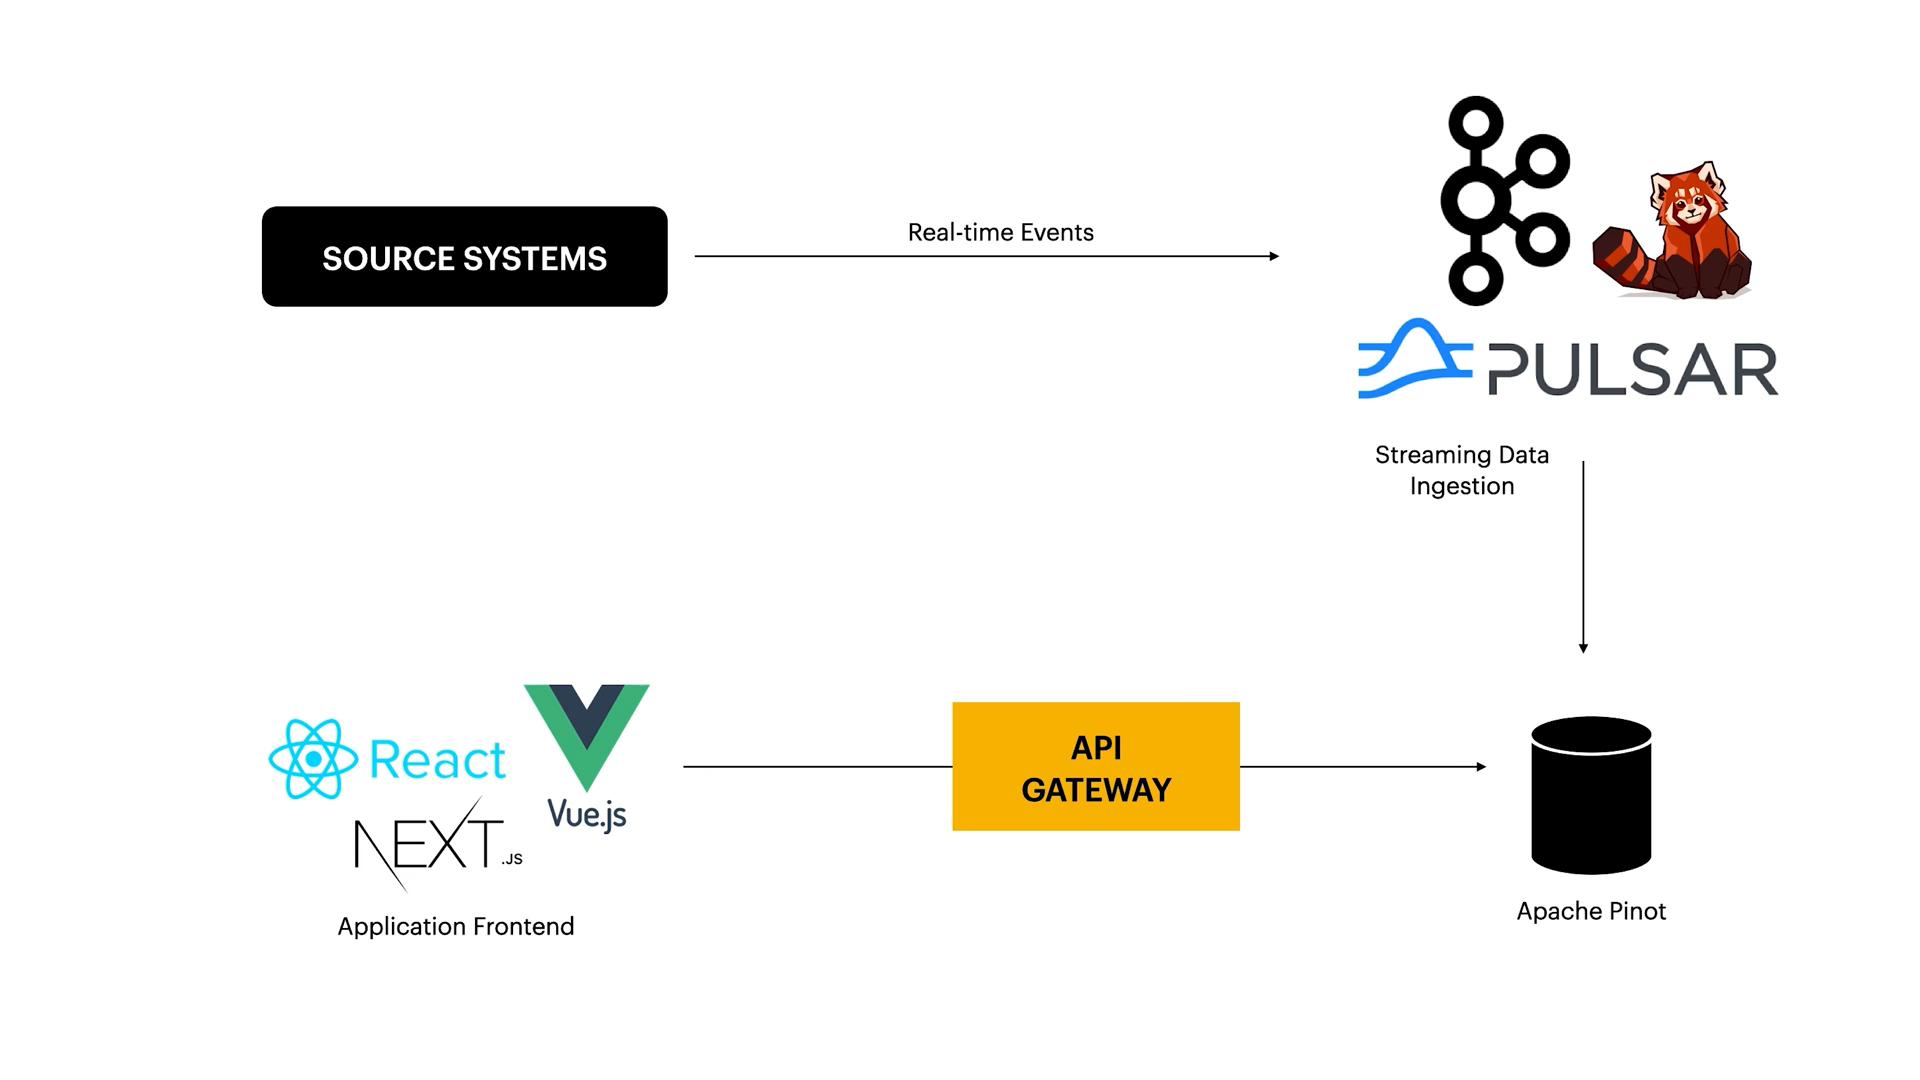 SOURCE SYSTEMS
Real-time Events
PULSAR
Streaming Data
Ingestion
React
Vue.js
NEXT.JS
Application Frontend
API
GATEWAY
Apache Pinot